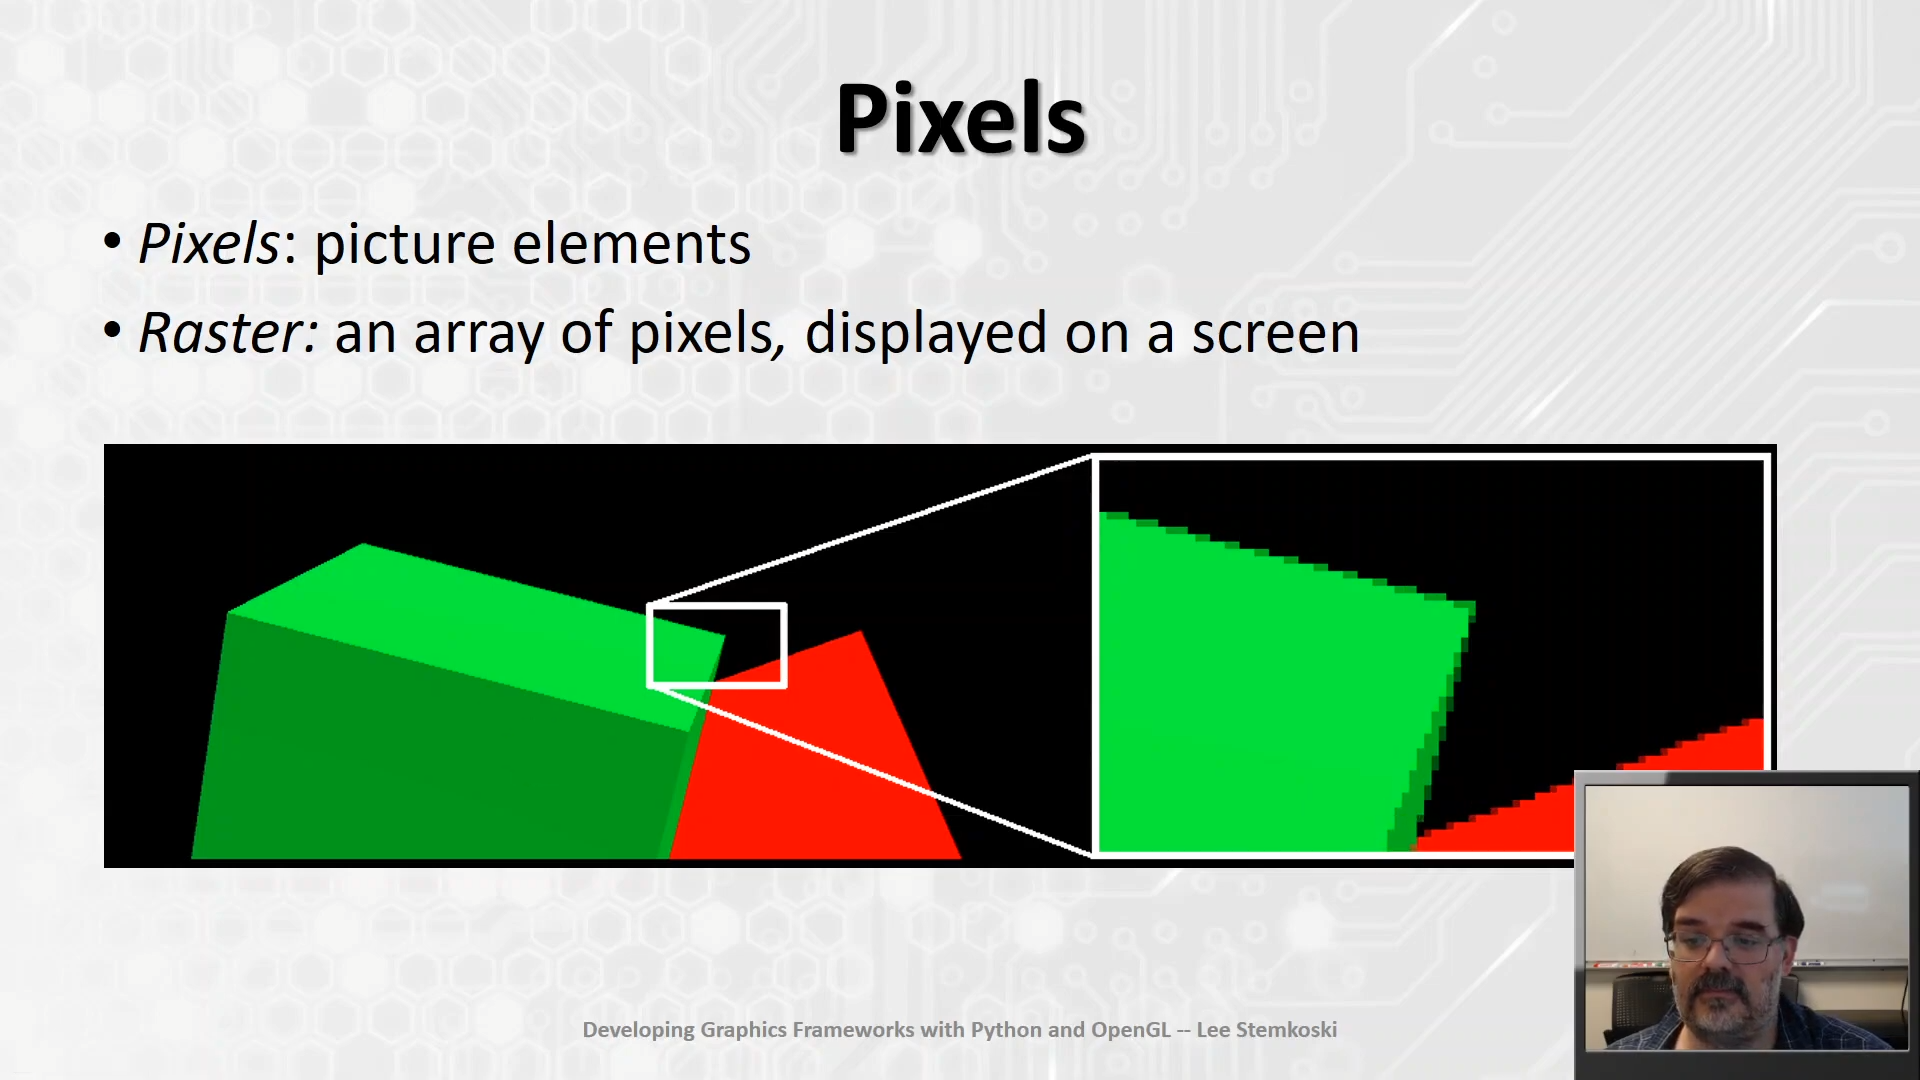 Pixels
• Pixels: picture elements
• Raster: an array of pixels, displayed on a screen
Developing Graphics Frameworks with Python and OpenGL -- Lee Stemkoski